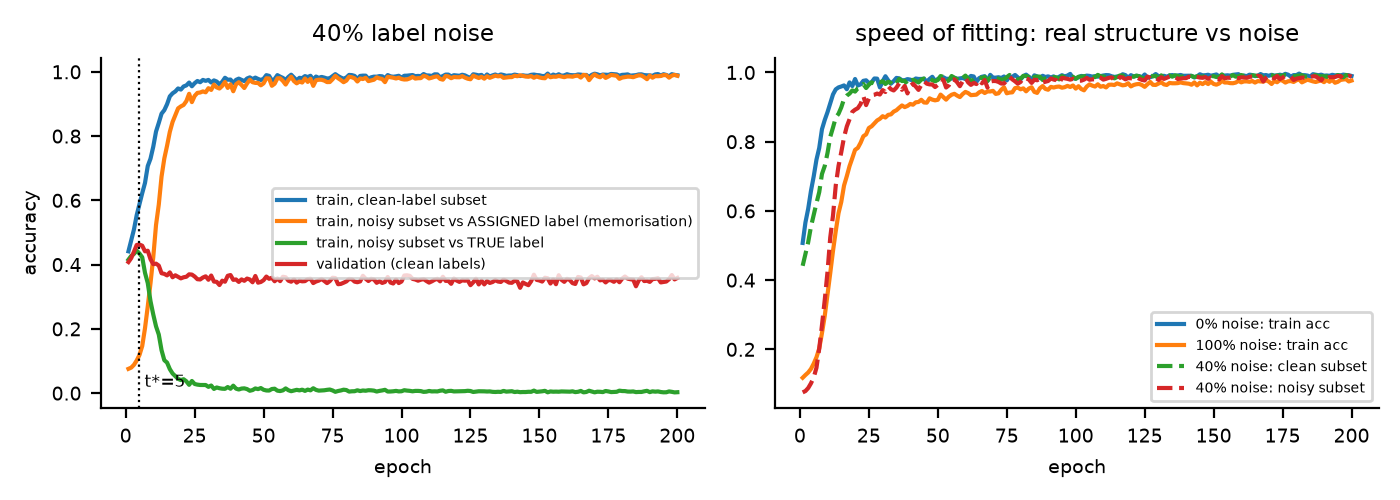 40% label noise
accuracy
1.0
0.8
0.6
0.4
0.2
0.0
train, clean-label subset
train, noisy subset vs ASSIGNED label (memorisation)
train, noisy subset vs TRUE label
validation (clean labels)
t*=5
0 25 50 75 100 125 150 175 200
epoch
speed of fitting: real structure vs noise
1.0
0.8
0.6
0.4
0.2
0% noise: train acc
100% noise: train acc
40% noise: clean subset
40% noise: noisy subset
0 25 50 75 100 125 150 175 200
epoch